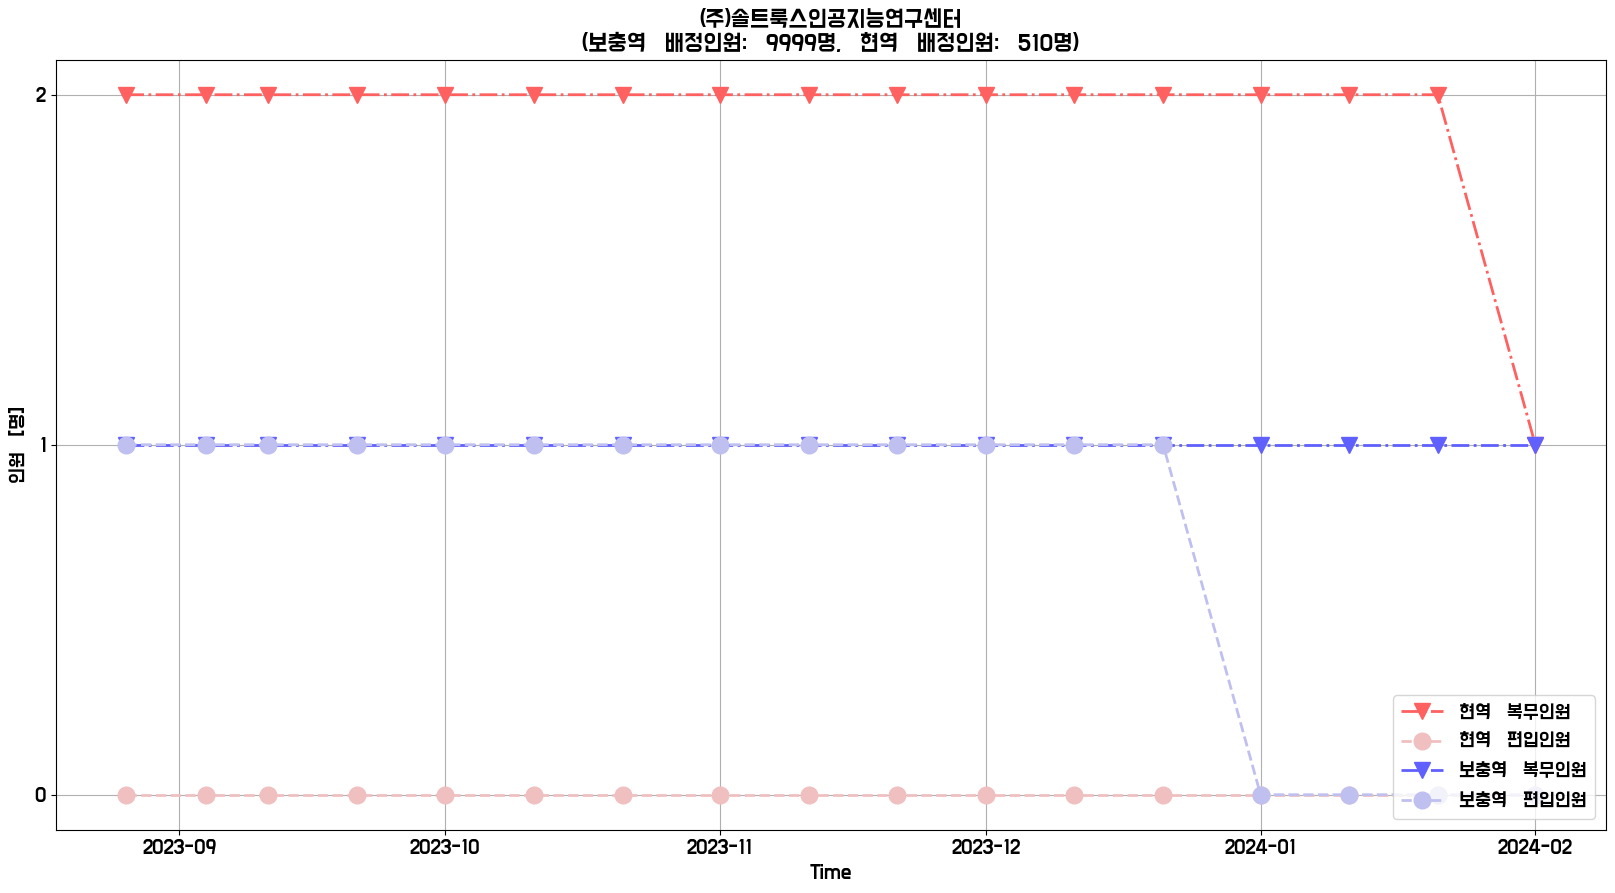 (주)솔트룩스인공지능연구센터
(보충역 배정인원: 9999명, 현역 배정인원: 510명)
2
1
0
인원 [명]
2023-09 2023-10 2023-11 2023-12 2024-01 2024-02
Time
현역 복무인원
현역 편입인원
보충역 복무인원
보충역 편입인원